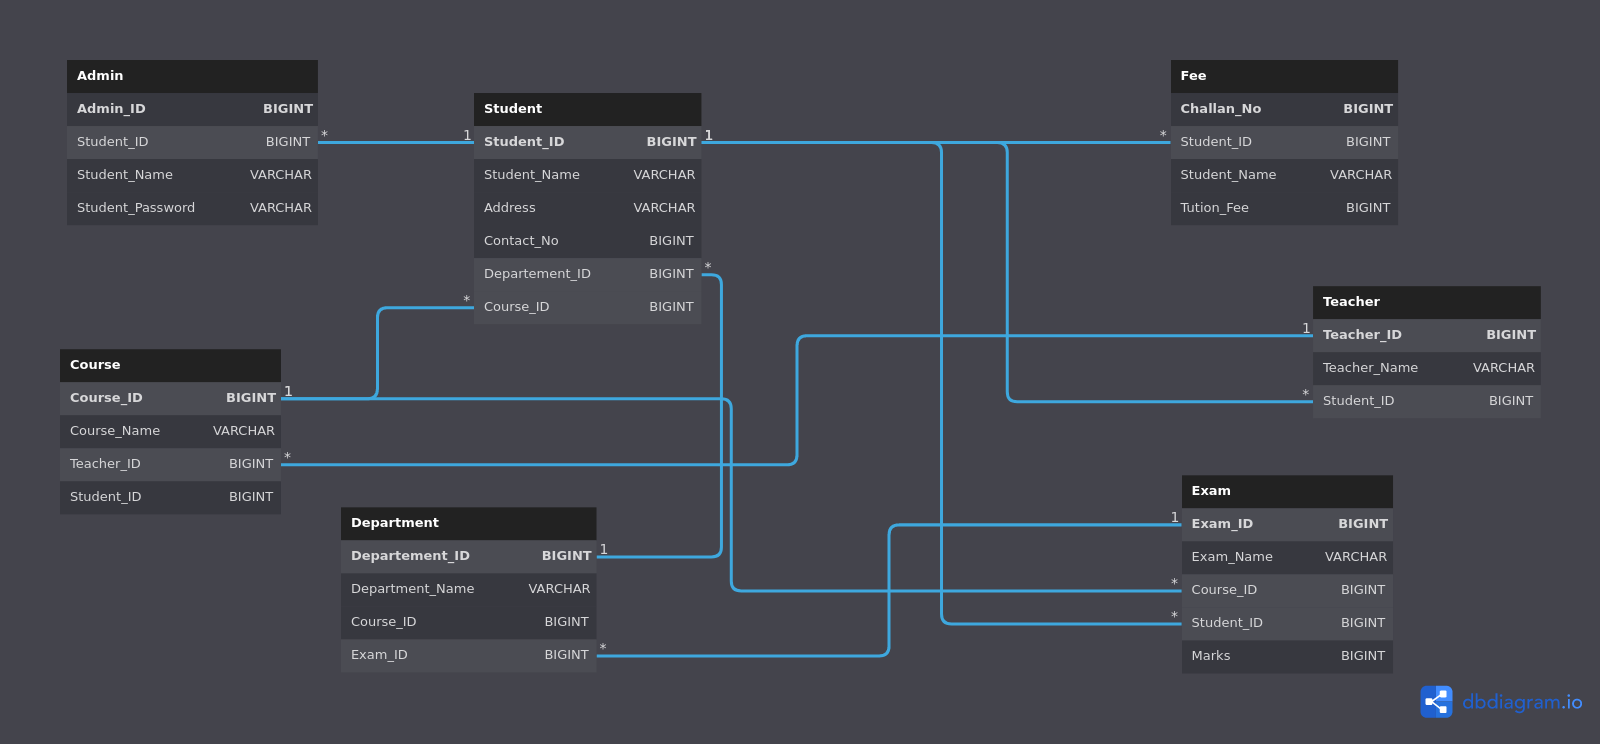 Admin
Admin_ID BIGINT
Student_ID BIGINT *
Student_Name VARCHAR
Student_Password VARCHAR
Student
1 Student_ID BIGINT 1
Student_Name VARCHAR
Address VARCHAR
Contact_No BIGINT
Departement_ID BIGINT *
* Course_ID BIGINT
Fee
Challan_No BIGINT
* Student_ID BIGINT
Student_Name VARCHAR
Tution_Fee BIGINT
Teacher
1 Teacher_ID BIGINT
Teacher_Name VARCHAR
* Student_ID BIGINT
Course
Course_ID BIGINT 1
Course_Name VARCHAR
Teacher_ID BIGINT *
Student_ID BIGINT
Department
Departement_ID BIGINT 1
Department_Name VARCHAR
Course_ID BIGINT
Exam_ID BIGINT *
Exam
1 Exam_ID BIGINT
Exam_Name VARCHAR
* Course_ID BIGINT
* Student_ID BIGINT
Marks BIGINT
dbdiagram.io